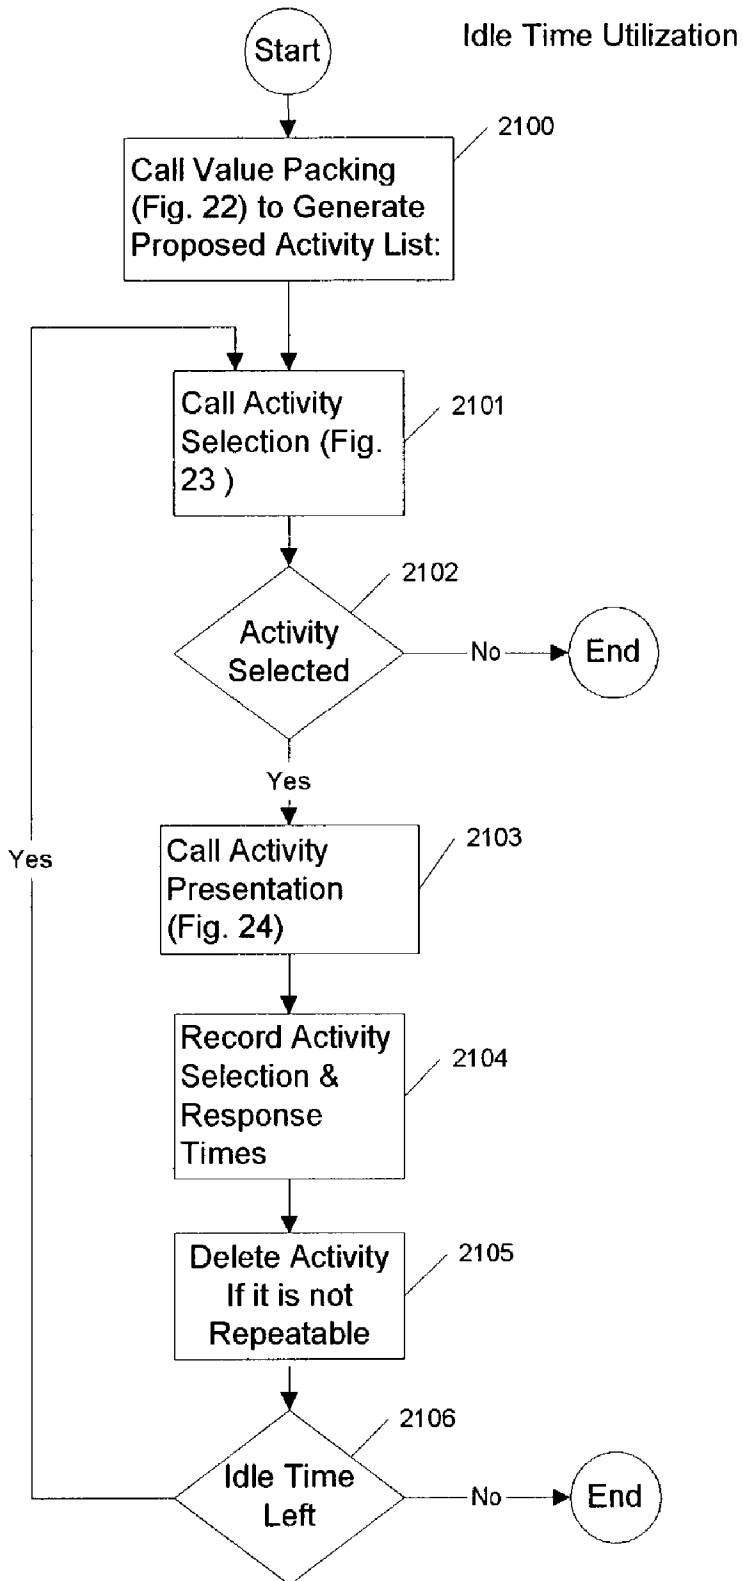 Idle Time Utilization
Start
2100
Call Value Packing
(Fig. 22) to Generate
Proposed Activity List:
2101
Call Activity
Selection (Fig.
23 )
2102
Activity
Selected
No
End
Yes
2103
Call Activity
Presentation
(Fig. 24)
Yes
2104
Record Activity
Selection &
Response
Times
2105
Delete Activity
If it is not
Repeatable
2106
Idle Time
Left
No
End